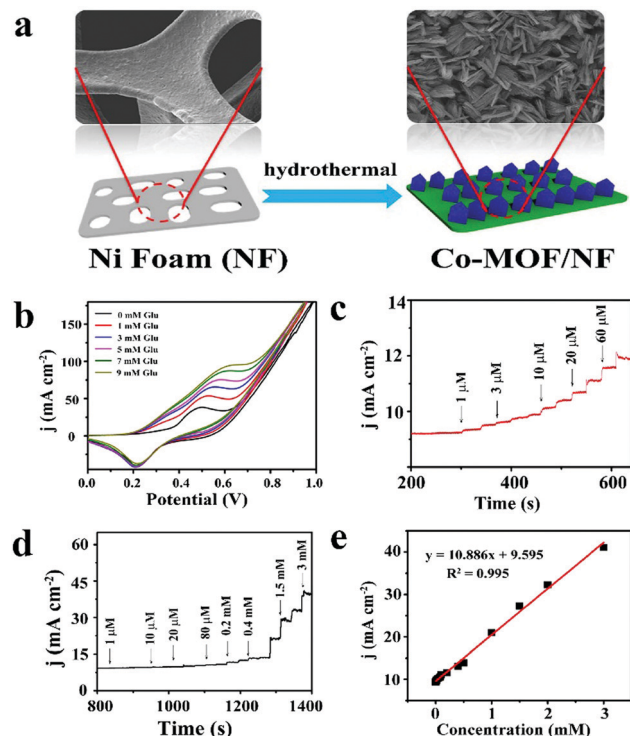 a
hydrothermal
Ni Foam (NF)
Co-MOF/NF
b
j (mA cm⁻²)
150
100
50
0
0 mM Glu
1 mM Glu
3 mM Glu
5 mM Glu
7 mM Glu
9 mM Glu
0.0 0.2 0.4 0.6 0.8 1.0
Potential (V)
c
j (mA cm⁻²)
14
12
10
9
1 μM
3 μM
10 μM
20 μM
60 μM
200 400 600
Time (s)
d
j (mA cm⁻²)
60
45
30
15
0
1 μM
10 μM
20 μM
80 μM
0.2 mM
0.4 mM
1.5 mM
3 mM
800 1000 1200 1400
Time (s)
e
j (mA cm⁻²)
40
30
20
10
y = 10.886x + 9.595
R² = 0.995
0 1 2 3
Concentration (mM)